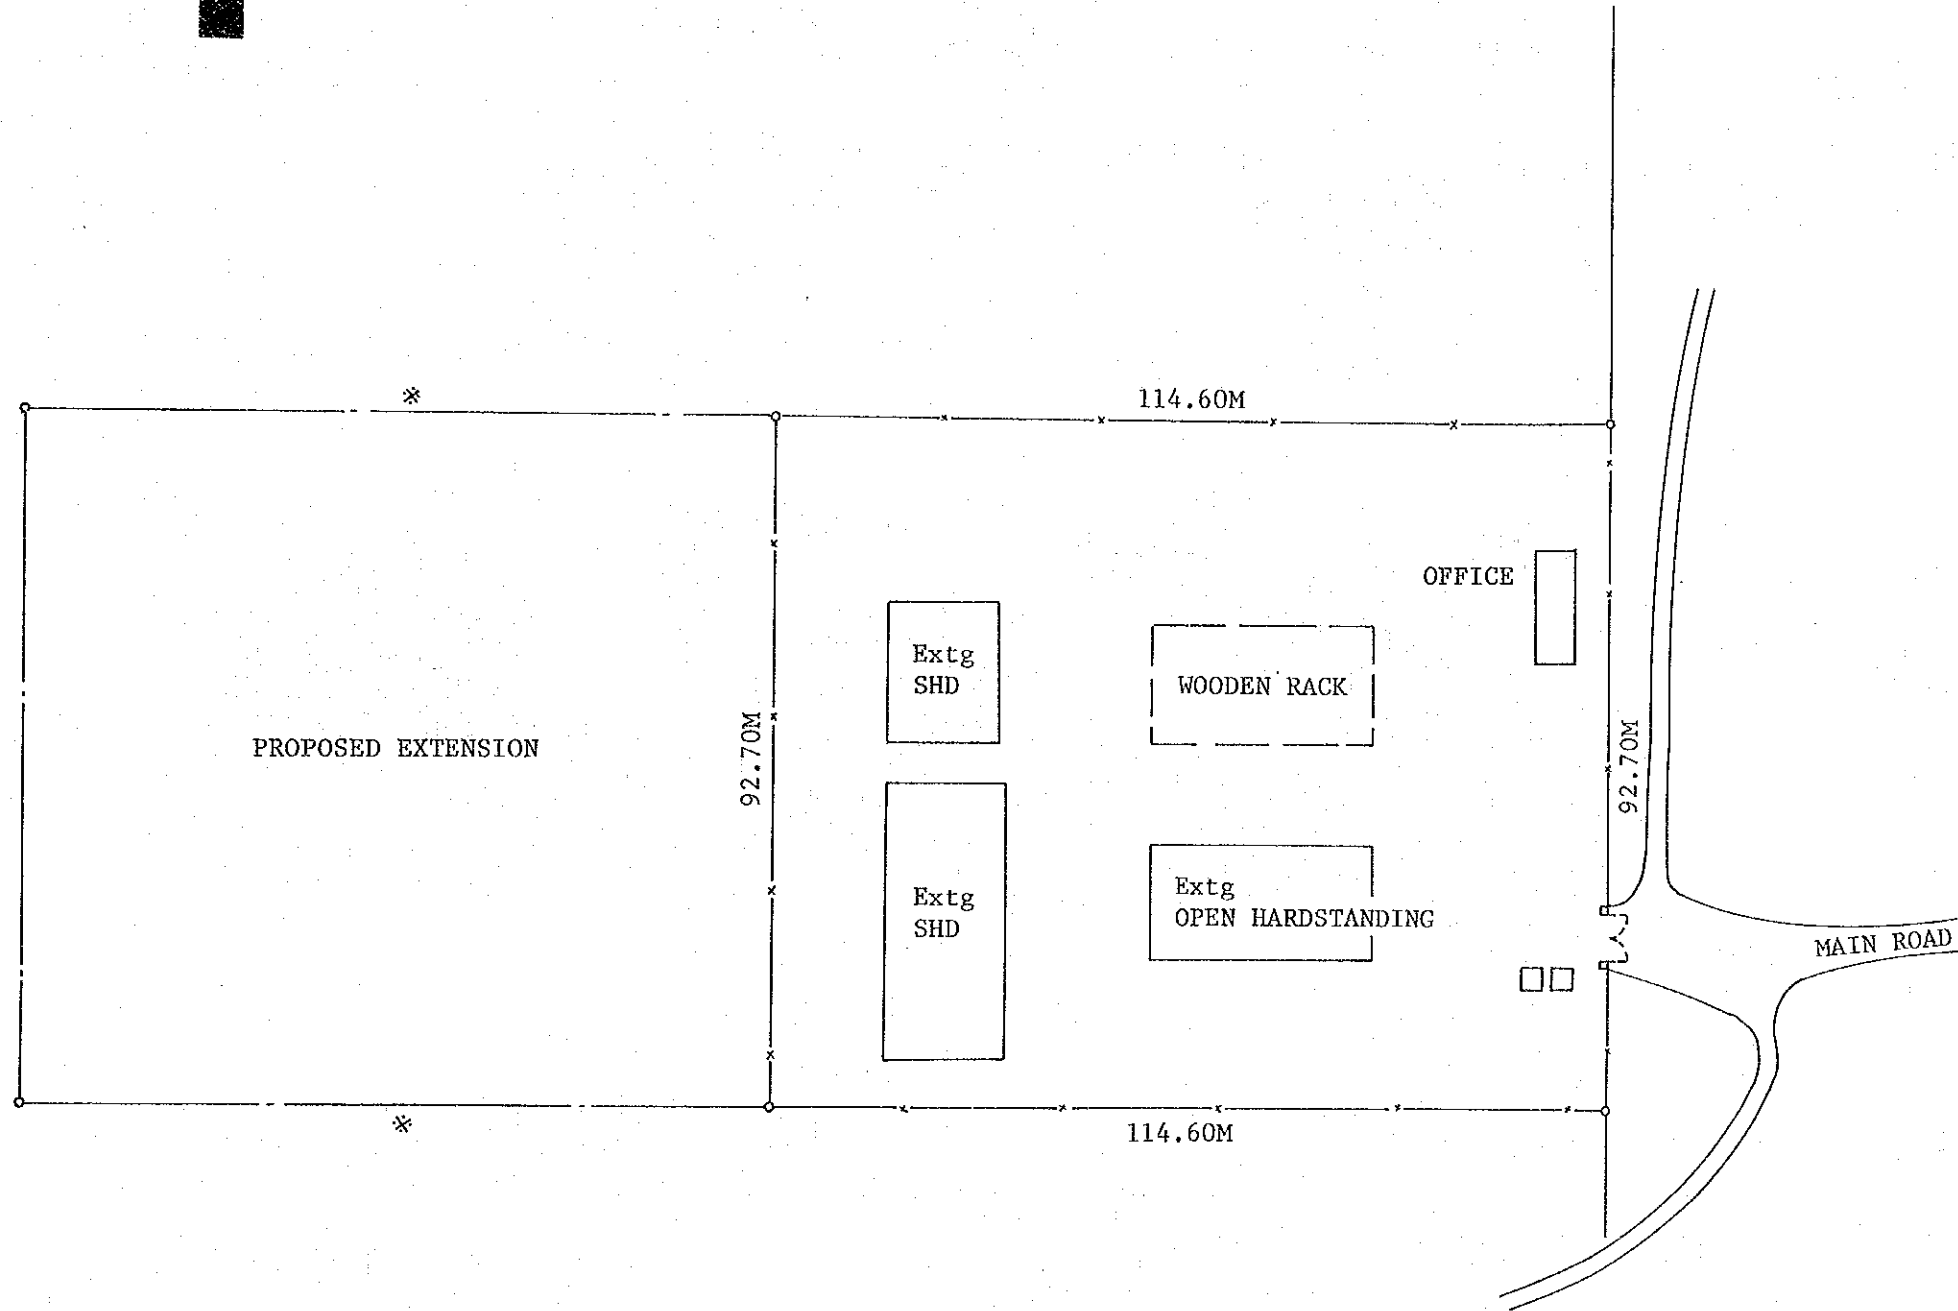 ※
114.60M
OFFICE
Extg
SHD
WOODEN RACK
PROPOSED EXTENSION
92.70M
92.70M
Extg
SHD
Extg
OPEN HARDSTANDING
MAIN ROAD
※
114.60M